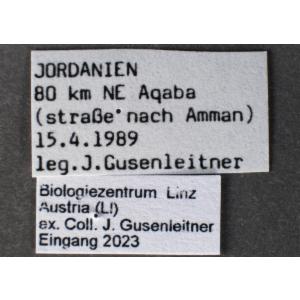 JORDANIEN
80 km NE Aqaba
(straße nach Amman)
15.4.1989
leg.J.Gusenleitner
Biologiezentrum Linz
Austria (LI)
ex. Coll. J. Gusenleitner
Eingang 2023